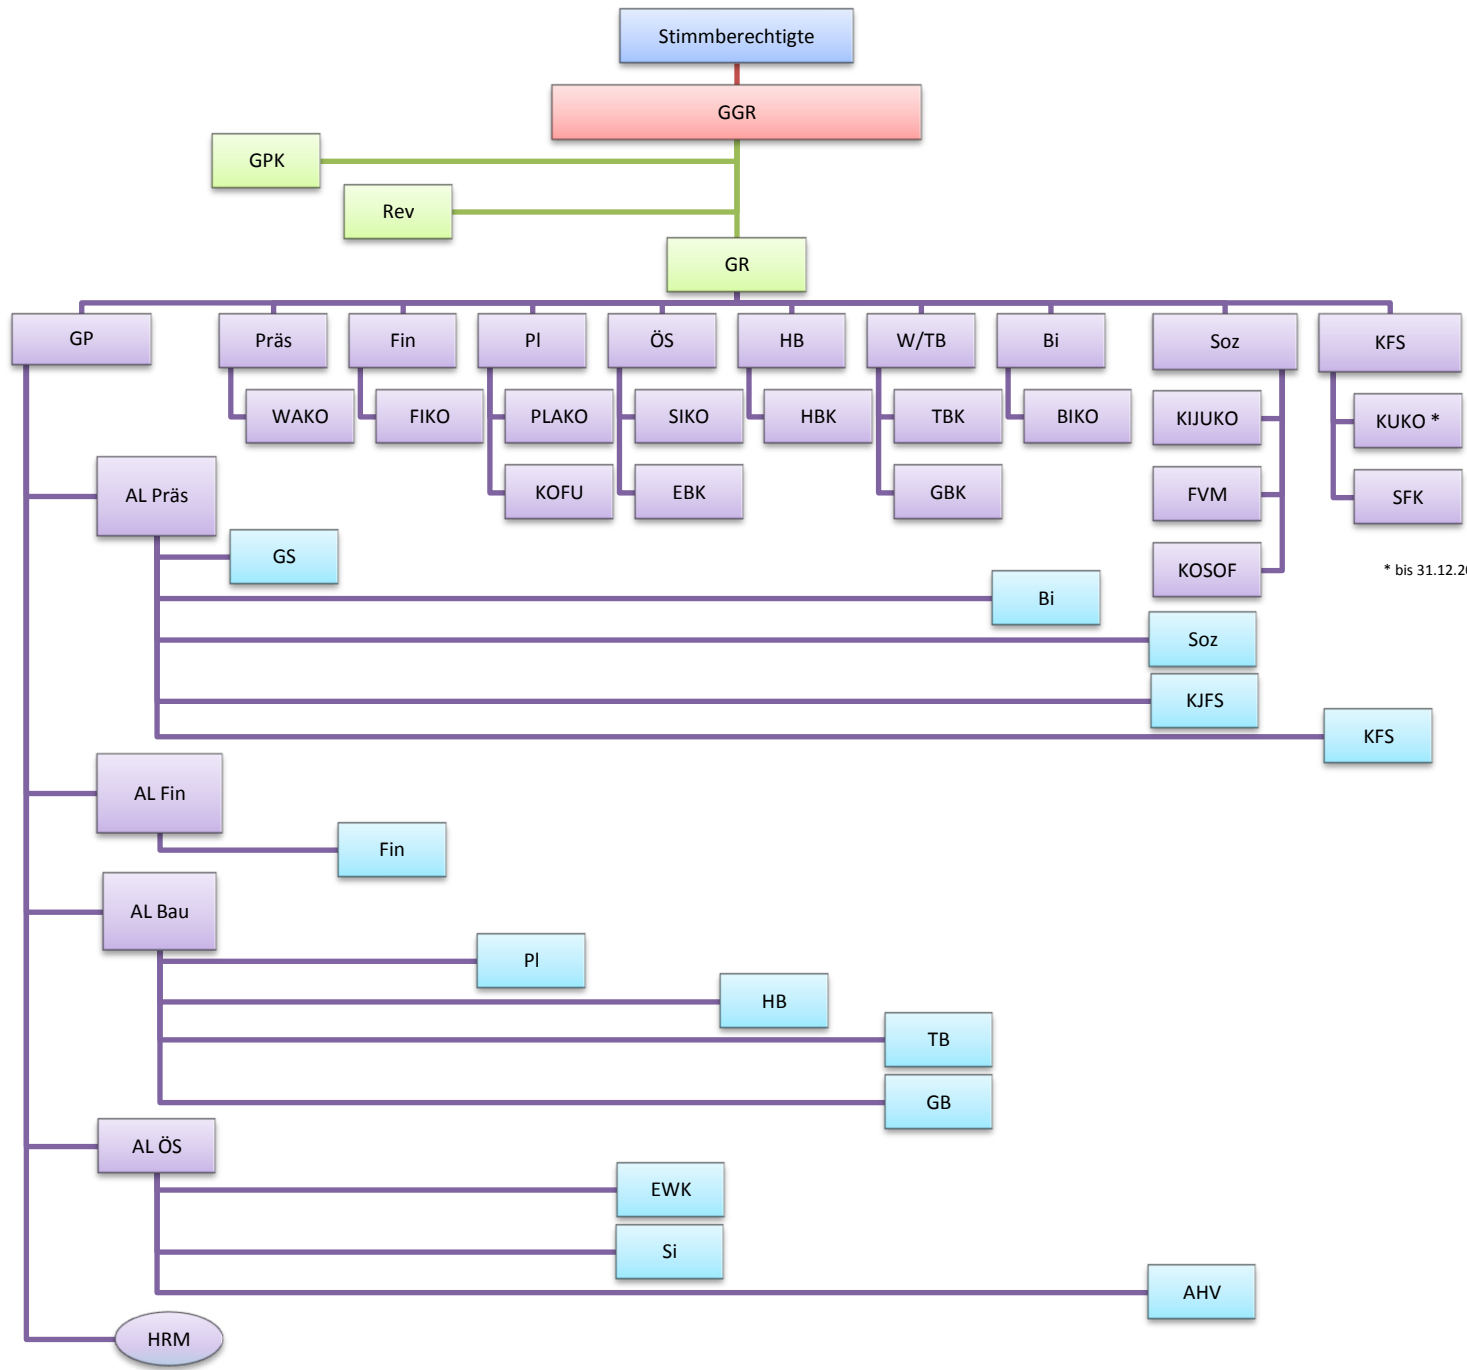 Stimmberechtigte
GGR
GPK
Rev
GR
GP
Präs
Fin
Pl
ÖS
HB
W/TB
Bi
Soz
KFS
WAKO
FIKO
PLAKO
SIKO
HBK
TBK
BIKO
KIJUKO
KUKO *
KOFU
EBK
GBK
FVM
SFK
AL Präs
GS
KOSOF
* bis 31.12.20
Bi
Soz
KJFS
KFS
AL Fin
Fin
AL Bau
Pl
HB
TB
GB
AL ÖS
EWK
Si
AHV
HRM